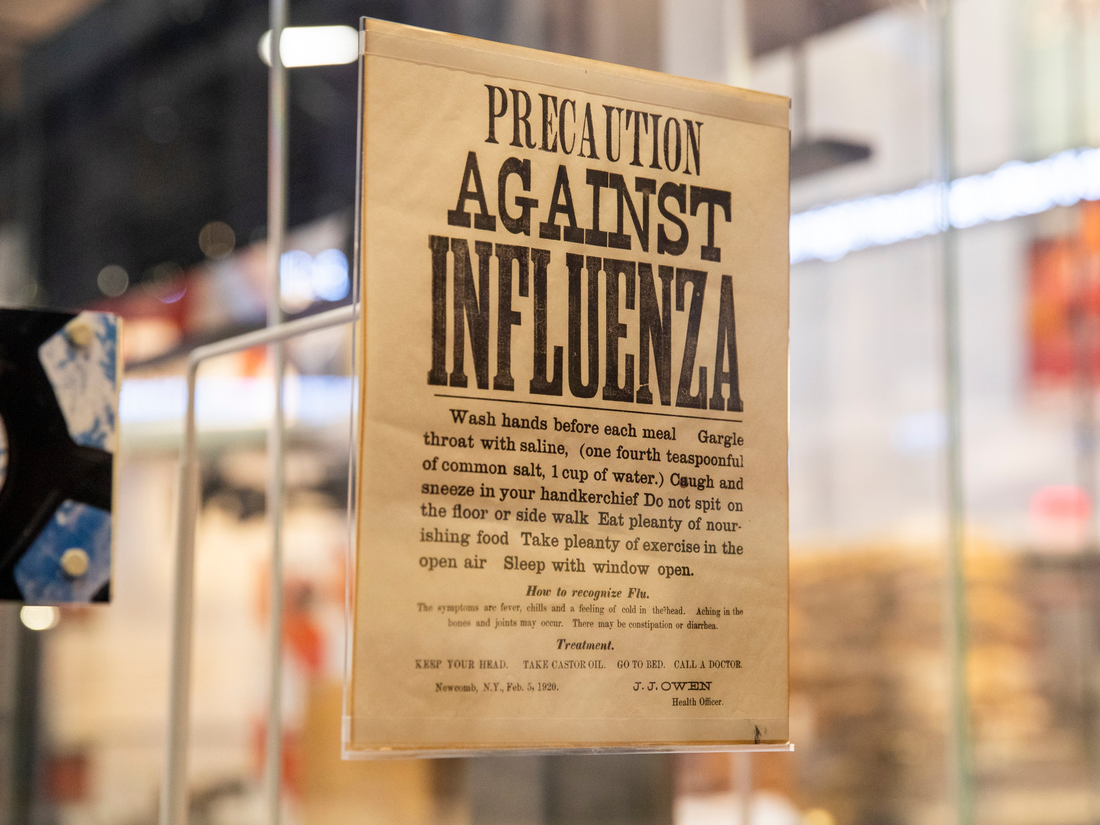 PRECAUTION
AGAINST
INFLUENZA
Wash hands before each meal Gargle
throat with saline, (one fourth teaspoonful
of common salt, 1 cup of water.) Cough and
sneeze in your handkerchief Do not spit on
the floor or side walk Eat pleanty of nour-
ishing food Take pleanty of exercise in the
open air Sleep with window open.
How to recognize Flu.
The symptoms are fever, chills and a feeling of cold in the head. Aching in the
bones and joints may occur. There may be constipation or diarrhea.
Treatment.
KEEP YOUR HEAD. TAKE CASTOR OIL. GO TO BED. CALL A DOCTOR.
Newcomb, N.Y., Feb. 5, 1920. J. J. OWEN
Health Officer.